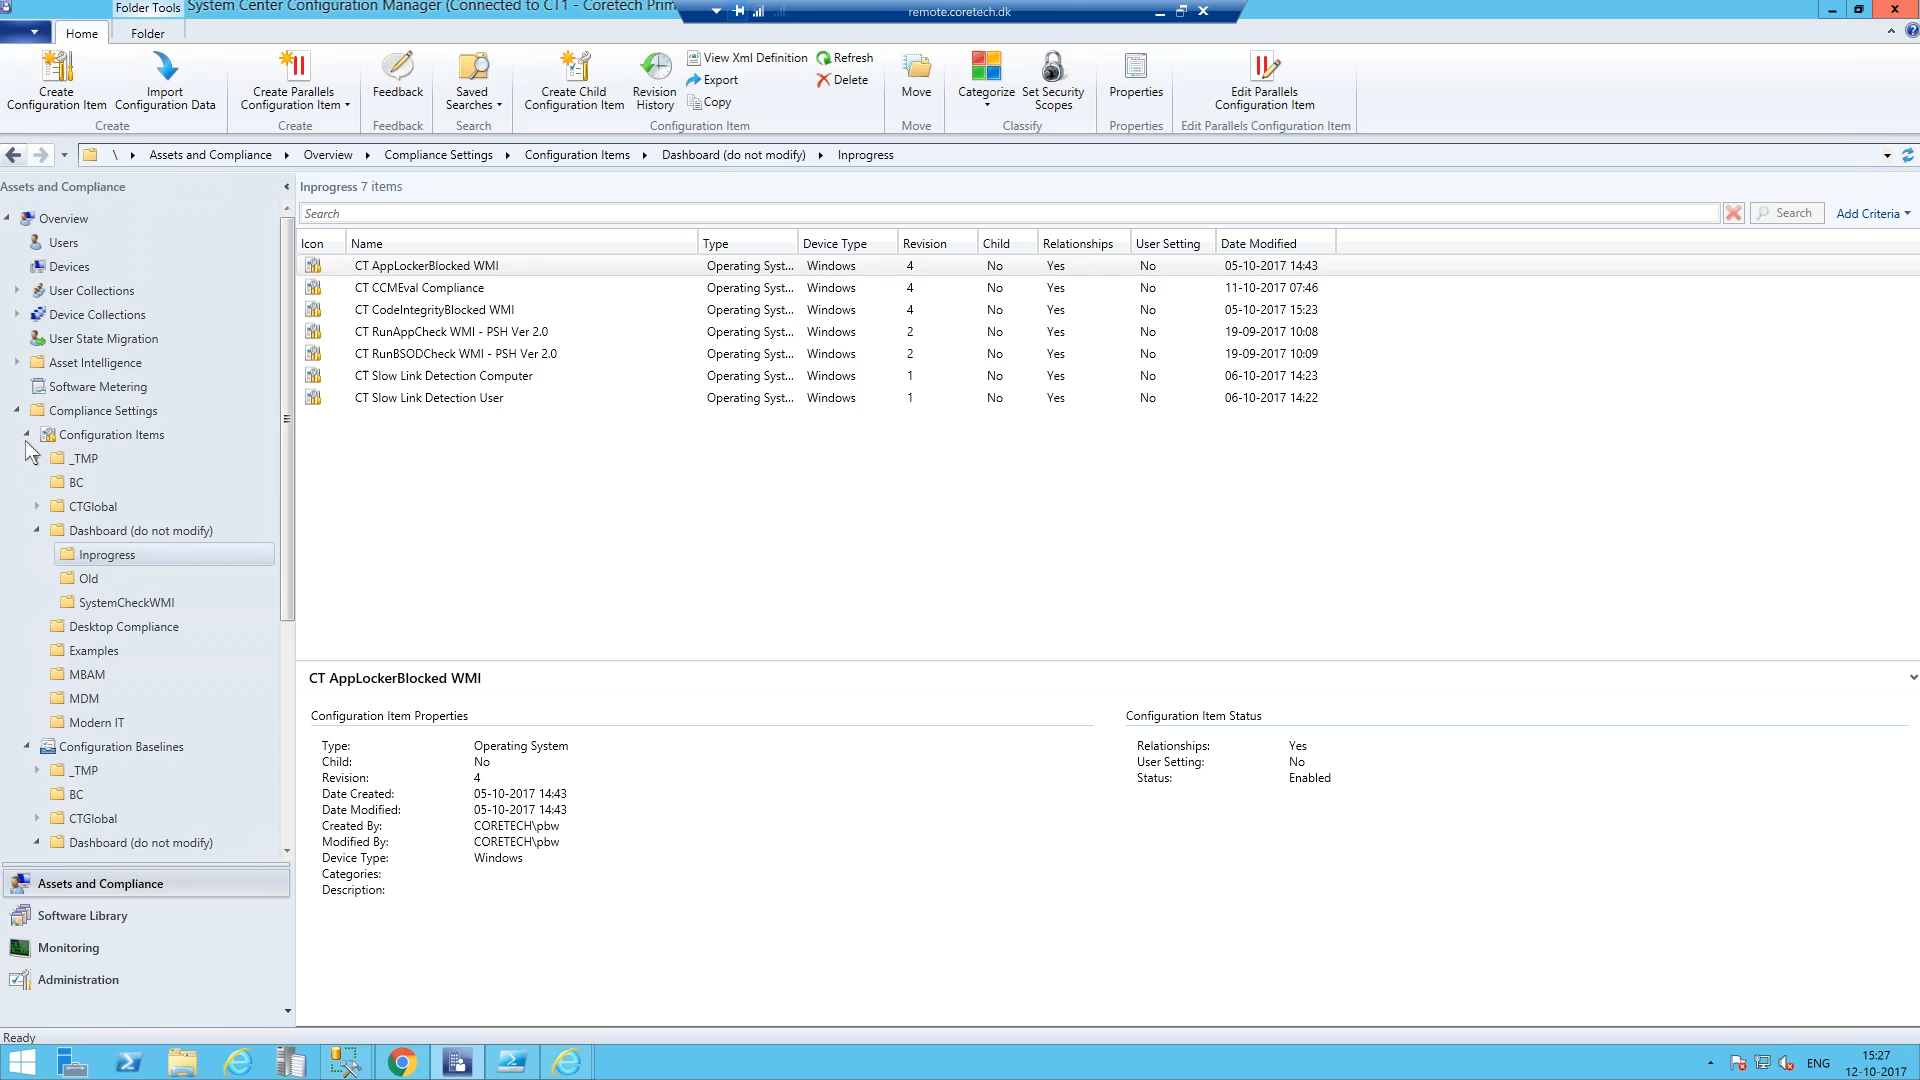 Folder Tools
System Center Configuration Manager (Connected to CT1 - Coretech Prim
remote.coretech.dk
Home
Folder
Create Configuration Item
Import Configuration Data
Create
Create Parallels Configuration Item
Create
Feedback
Feedback
Saved Searches
Search
Create Child Configuration Item
Revision History
View Xml Definition
Export
Copy
Refresh
Delete
Configuration Item
Move
Move
Categorize
Set Security Scopes
Classify
Properties
Properties
Edit Parallels Configuration Item
Edit Parallels Configuration Item
\ Assets and Compliance Overview Compliance Settings Configuration Items Dashboard (do not modify) Inprogress
Assets and Compliance
Overview
Users
Devices
User Collections
Device Collections
User State Migration
Asset Intelligence
Software Metering
Compliance Settings
Configuration Items
_TMP
BC
CTGlobal
Dashboard (do not modify)
Inprogress
Old
SystemCheckWMI
Desktop Compliance
Examples
MBAM
MDM
Modern IT
Configuration Baselines
_TMP
BC
CTGlobal
Dashboard (do not modify)
Assets and Compliance
Software Library
Monitoring
Administration
Inprogress 7 items
Search
Search
Add Criteria
Icon Name Type Device Type Revision Child Relationships User Setting Date Modified
CT AppLockerBlocked WMI Operating Syst... Windows 4 No Yes No 05-10-2017 14:43
CT CCMEval Compliance Operating Syst... Windows 4 No Yes No 11-10-2017 07:46
CT CodeIntegrityBlocked WMI Operating Syst... Windows 4 No Yes No 05-10-2017 15:23
CT RunAppCheck WMI - PSH Ver 2.0 Operating Syst... Windows 2 No Yes No 19-09-2017 10:08
CT RunBSODCheck WMI - PSH Ver 2.0 Operating Syst... Windows 2 No Yes No 19-09-2017 10:09
CT Slow Link Detection Computer Operating Syst... Windows 1 No Yes No 06-10-2017 14:23
CT Slow Link Detection User Operating Syst... Windows 1 No Yes No 06-10-2017 14:22
CT AppLockerBlocked WMI
Configuration Item Properties
Type: Operating System
Child: No
Revision: 4
Date Created: 05-10-2017 14:43
Date Modified: 05-10-2017 14:43
Created By: CORETECH\pbw
Modified By: CORETECH\pbw
Device Type: Windows
Categories:
Description:
Configuration Item Status
Relationships: Yes
User Setting: No
Status: Enabled
Ready
ENG
15:27
12-10-2017